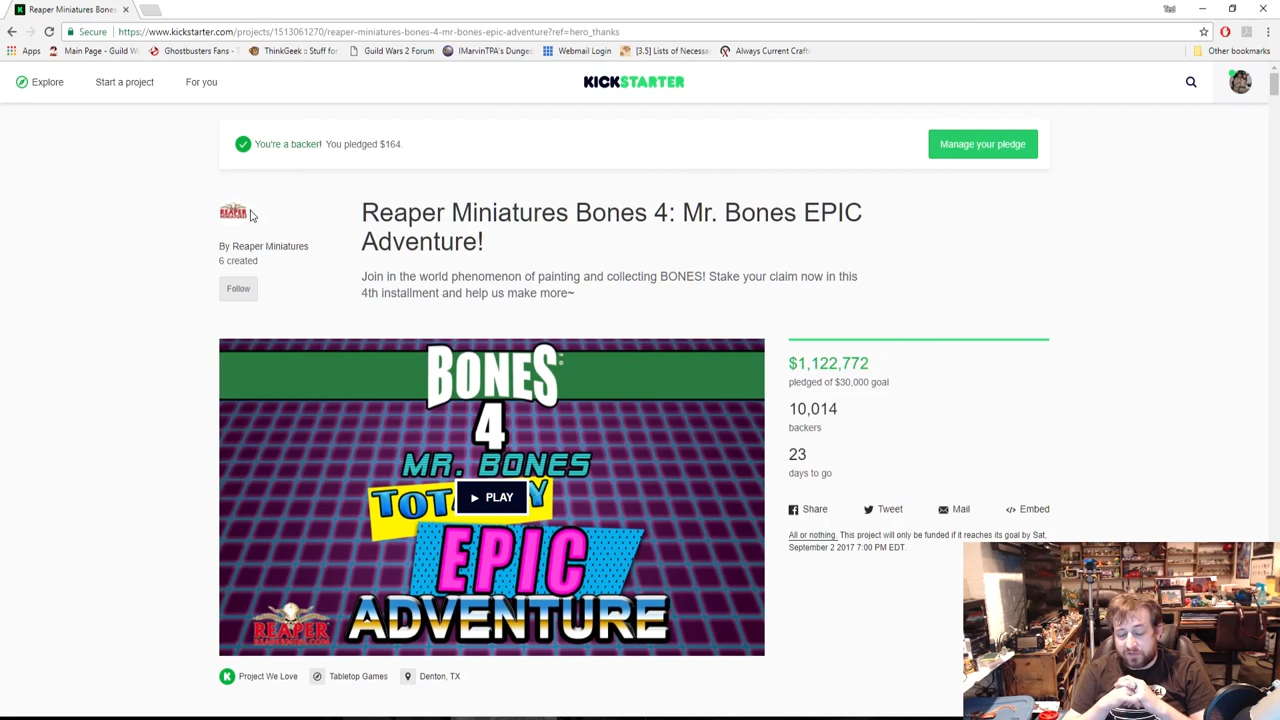 Reaper Miniatures Bones
Ted
Secure
https://www.kickstarter.com/projects/1513061270/reaper-miniatures-bones-4-mr-bones-epic-adventure?ref=hero_thanks
Apps
Main Page - Guild W
Ghostbusters Fans -
ThinkGeek :: Stuff for
Guild Wars 2 Forum
IMarvinTPA's Dunge
Webmail Login
[3.5] Lists of Necessa
Always Current Craft
Other bookmarks
Explore
Start a project
For you
KICKSTARTER
You're a backer! You pledged $164.
Manage your pledge
REAPER
MINIATURES
By Reaper Miniatures
6 created
Follow
Reaper Miniatures Bones 4: Mr. Bones EPIC
Adventure!
Join in the world phenomenon of painting and collecting BONES! Stake your claim now in this
4th installment and help us make more~
BONES
4
MR. BONES
PLAY
EPIC
ADVENTURE
REAPER
REAPERMINI.COM
$1,122,772
pledged of $30,000 goal
10,014
backers
23
days to go
Share
Tweet
Mail
Embed
All or nothing. This project will only be funded if it reaches its goal by Sat,
September 2 2017 7:00 PM EDT.
Project We Love
Tabletop Games
Denton, TX